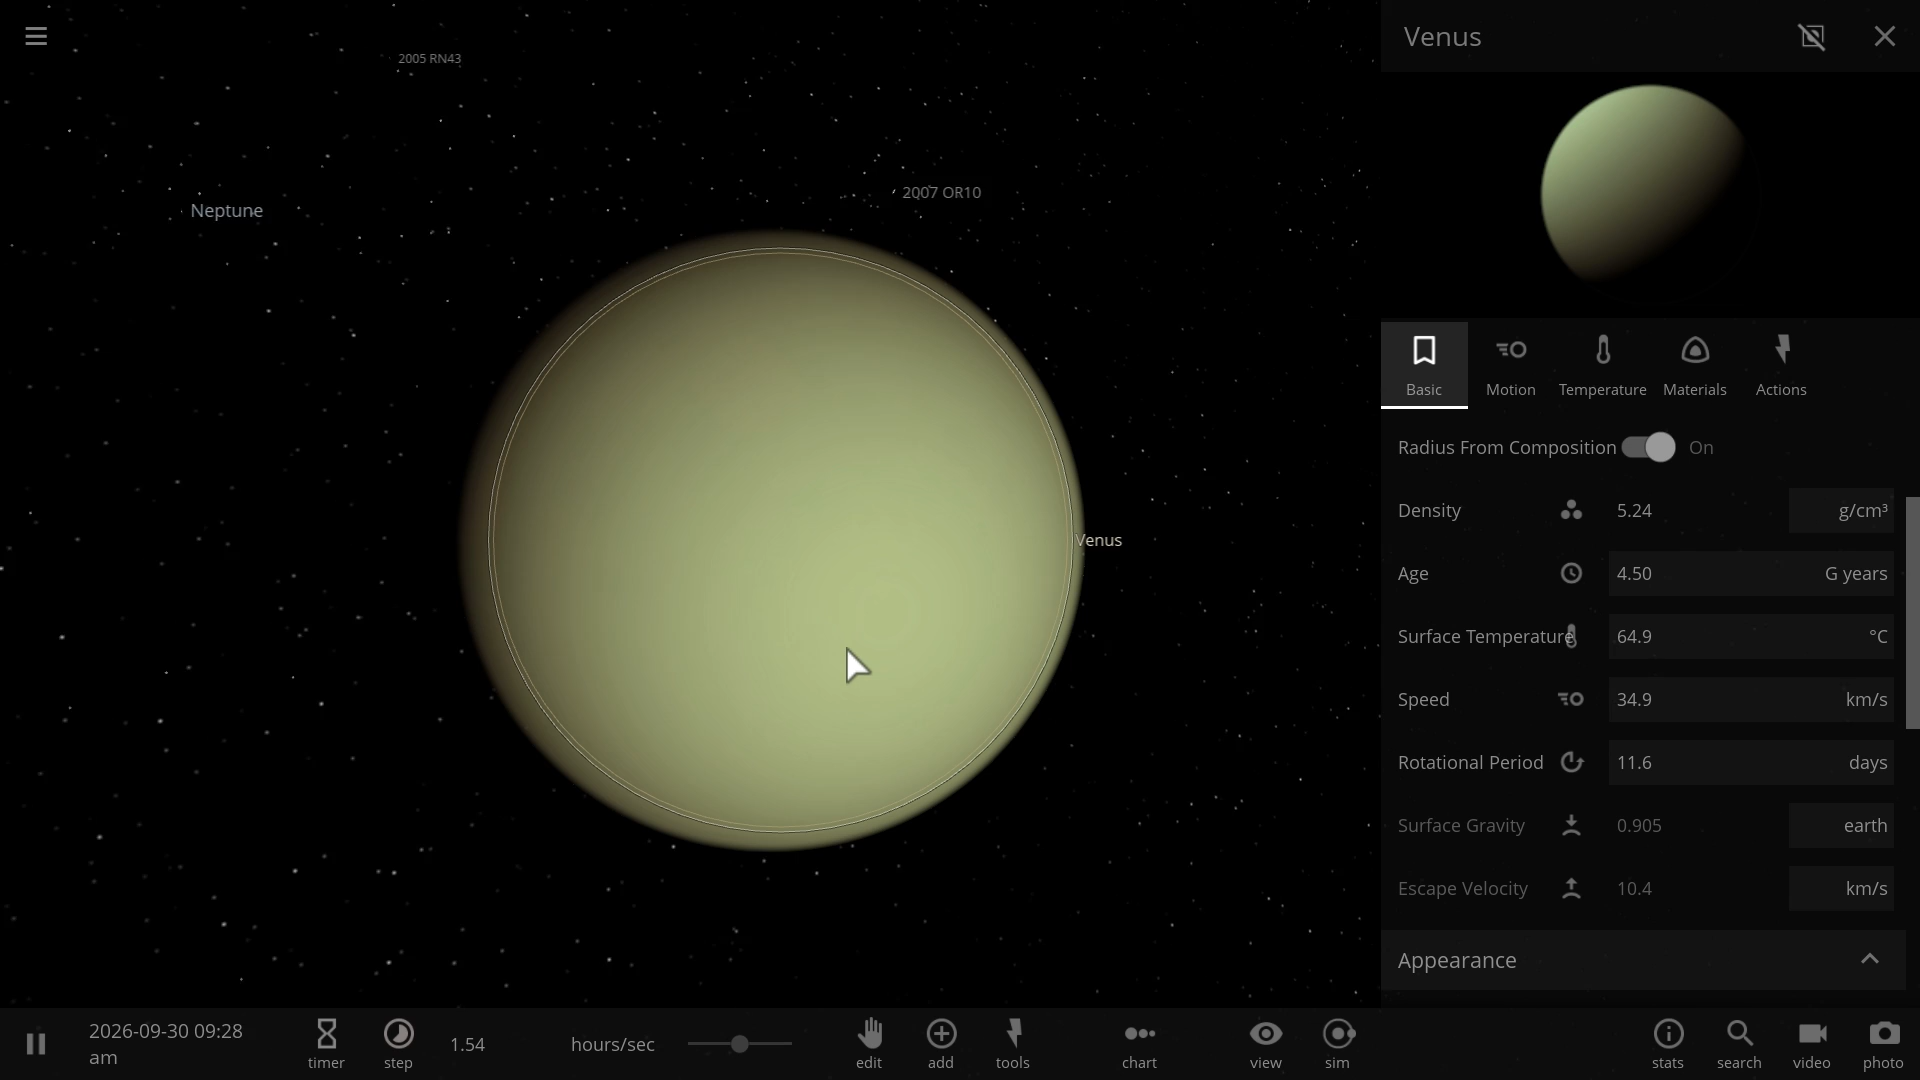 2005 RN43
Neptune
2007 OR10
Venus
Venus
Basic
Motion
Temperature
Materials
Actions
Radius From Composition On
Density 5.24 g/cm³
Age 4.50 G years
Surface Temperature 64.9 °C
Speed 34.9 km/s
Rotational Period 11.6 days
Surface Gravity 0.905 earth
Escape Velocity 10.4 km/s
Appearance
2026-09-30 09:28
am
timer
step
1.54 hours/sec
edit
add
tools
chart
view
sim
stats
search
video
photo